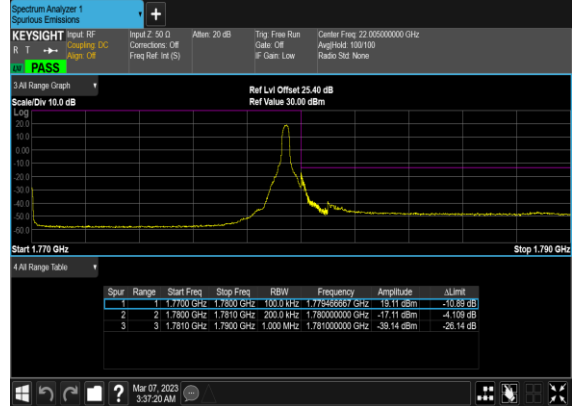 Spectrum Analyzer 1
Spurious Emissions
+
KEYSIGHT Input: RF Input Z: 50 Ω Atten: 20 dB Trig: Free Run Center Freq: 22.005000000 GHz
R T Coupling: DC Corrections: Off Gate: Off Avg|Hold: 100/100
Align: Off Freq Ref: Int (S) IF Gain: Low Radio Std: None
PASS
3 All Range Graph
Ref Lvl Offset 25.40 dB
Scale/Div 10.0 dB Ref Value 30.00 dBm
Log
20.0
10.0
0.00
-10.0
-20.0
-30.0
-40.0
-50.0
-60.0
Start 1.770 GHz Stop 1.790 GHz
4 All Range Table
Spur Range Start Freq Stop Freq RBW Frequency Amplitude ΔLimit
1 1 1.7700 GHz 1.7800 GHz 100.0 kHz 1.779466667 GHz 19.11 dBm -10.89 dB
2 2 1.7800 GHz 1.7810 GHz 200.0 kHz 1.780000000 GHz -17.11 dBm -4.109 dB
3 3 1.7810 GHz 1.7900 GHz 1.000 MHz 1.781000000 GHz -39.14 dBm -26.14 dB
? Mar 07, 2023
3:37:20 AM